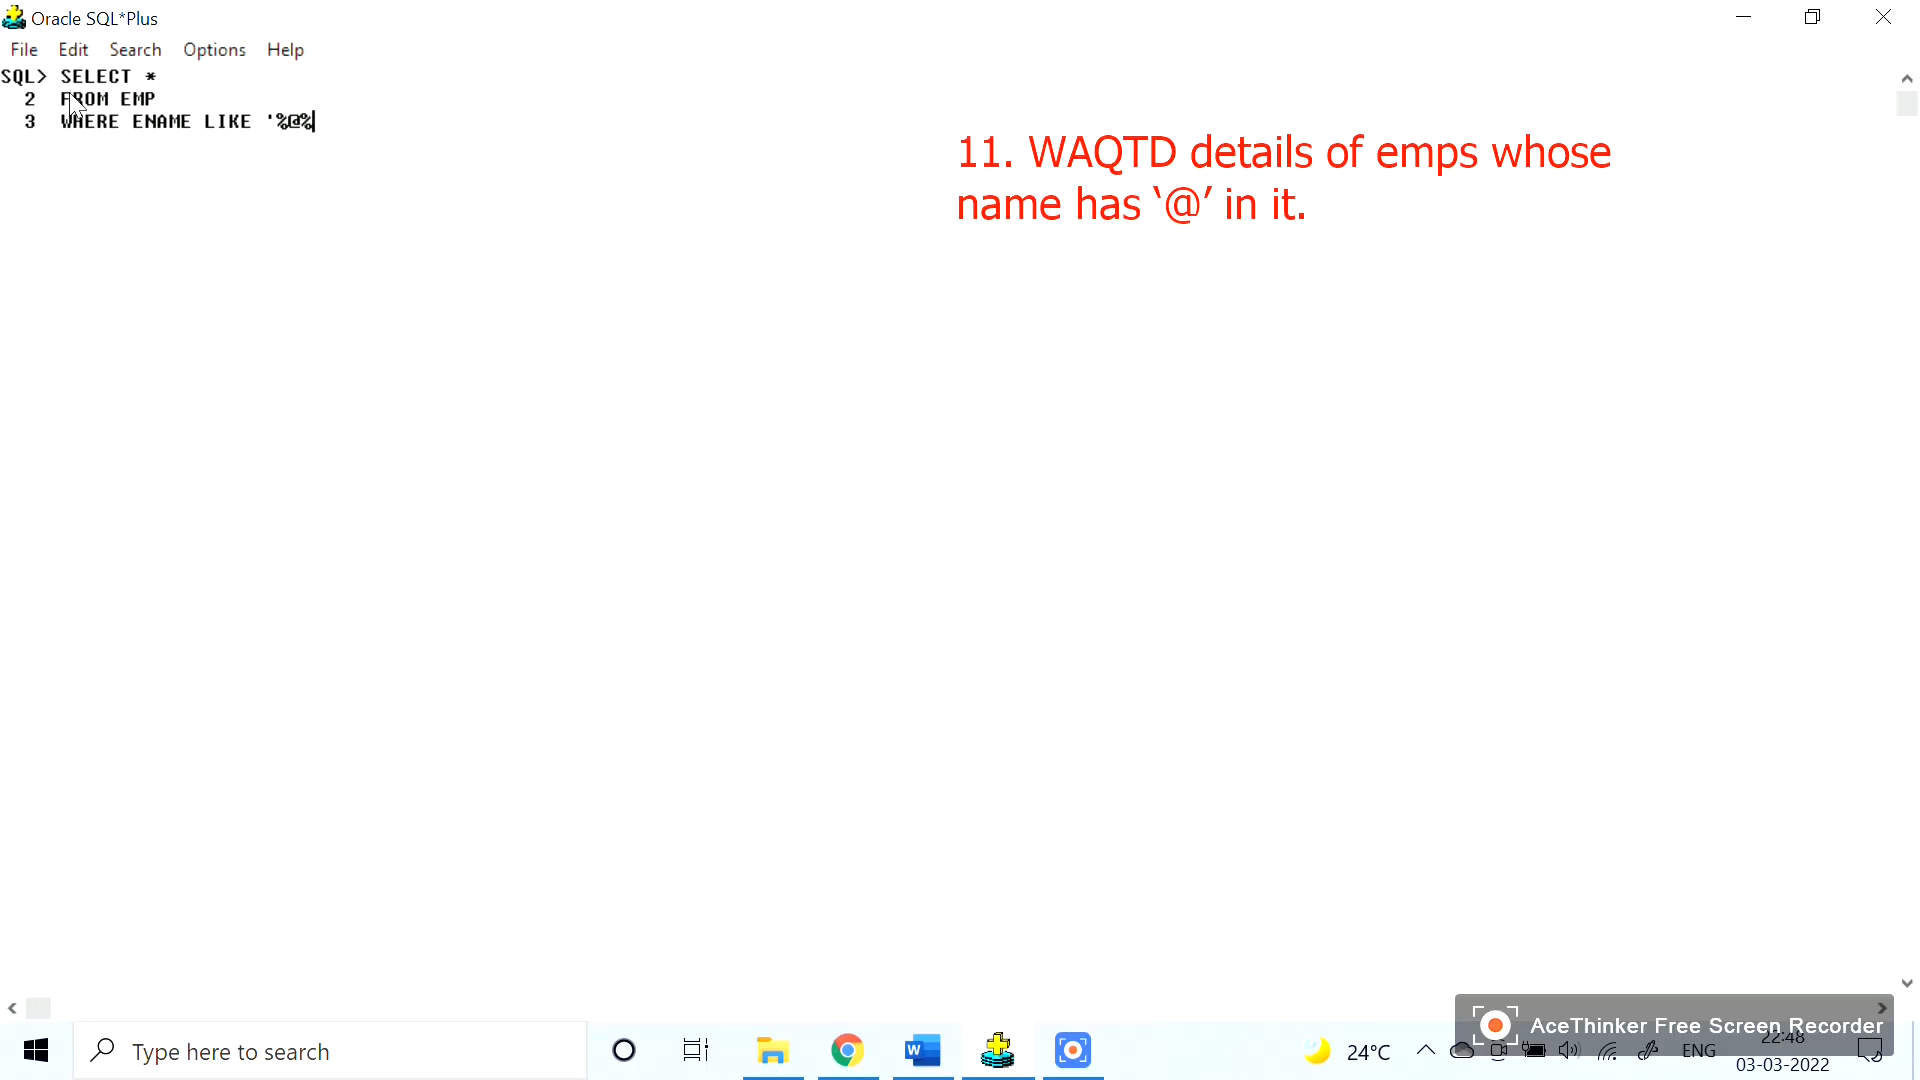 Oracle SQL*Plus
File Edit Search Options Help
SQL> SELECT *
2 FROM EMP
3 WHERE ENAME LIKE '%@%
11. WAQTD details of emps whose
name has ‘@’ in it.
AceThinker Free Screen Recorder
Type here to search
24°C
ENG
22:48
03-03-2022